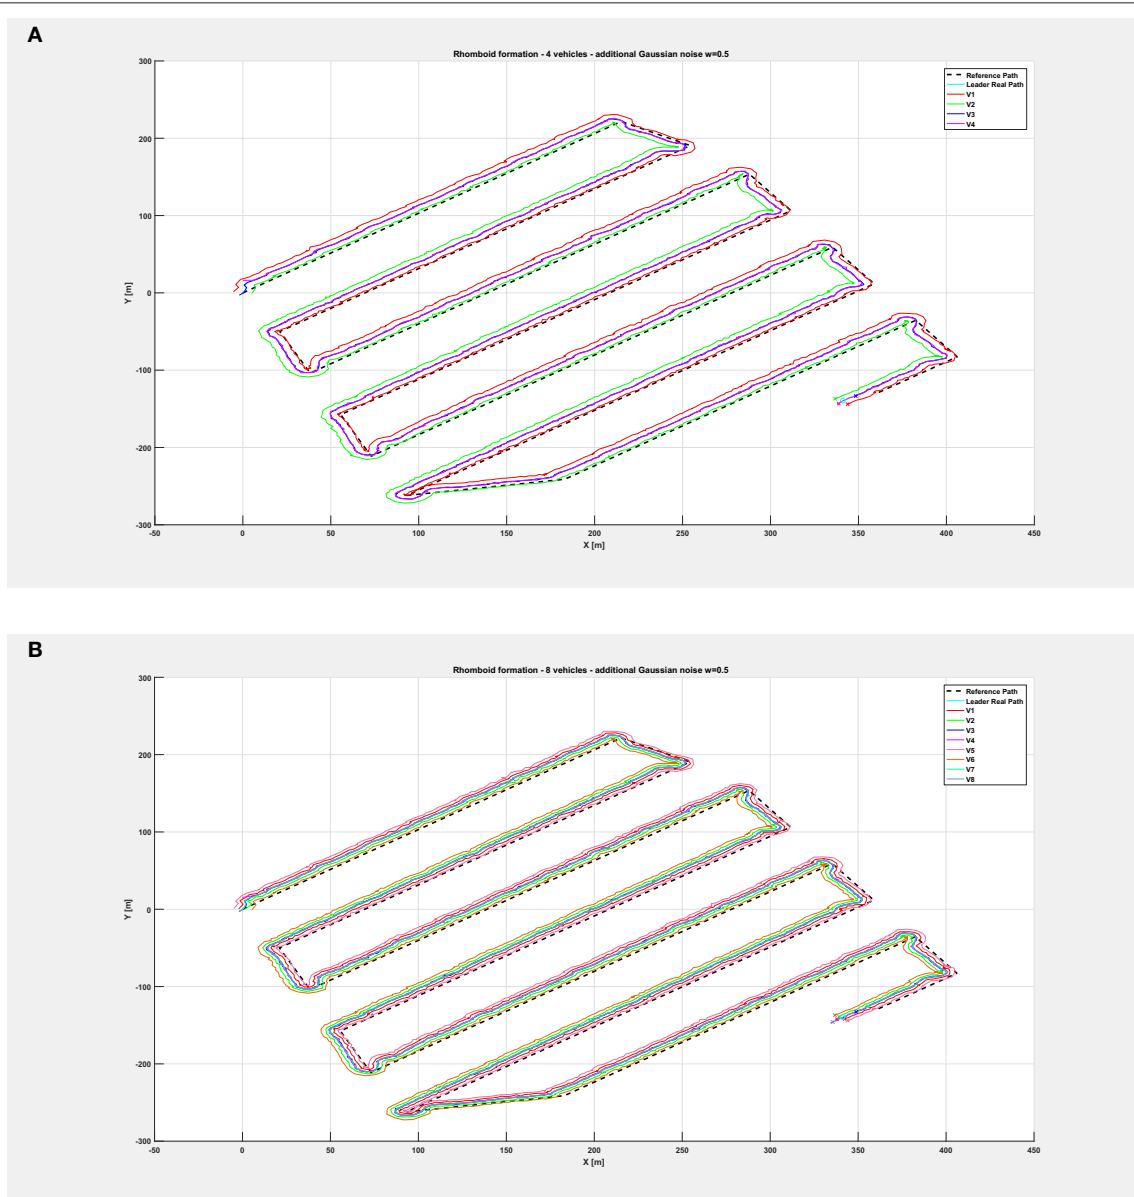 A
Rhomboid formation - 4 vehicles - additional Gaussian noise w=0.5
Reference Path
Leader Real Path
V1
V2
V3
V4
300
200
100
0
-100
-200
-300
Y [m]
0
50
100
150
200
250
300
350
400
450
X [m]
B
Rhomboid formation - 8 vehicles - additional Gaussian noise w=0.5
Reference Path
Leader Real Path
V1
V2
V3
V4
V5
V6
V7
V8
300
200
100
0
-100
-200
-300
Y [m]
0
50
100
150
200
250
300
350
400
450
X [m]